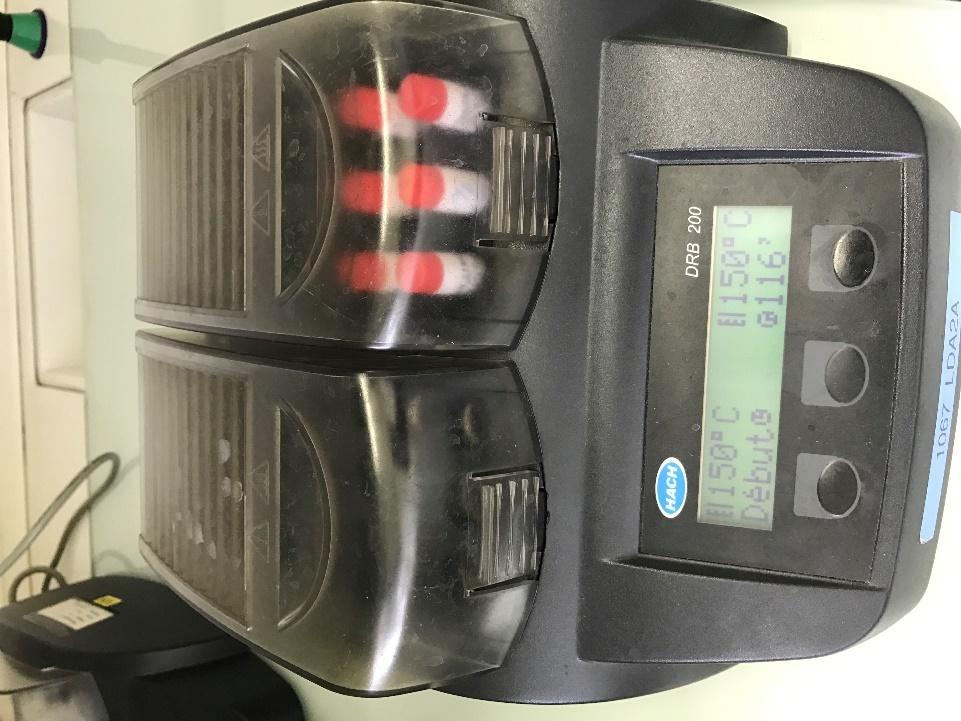 HACH
DRB 200
150°C 150°C
Début 116'
1067 LDA2A